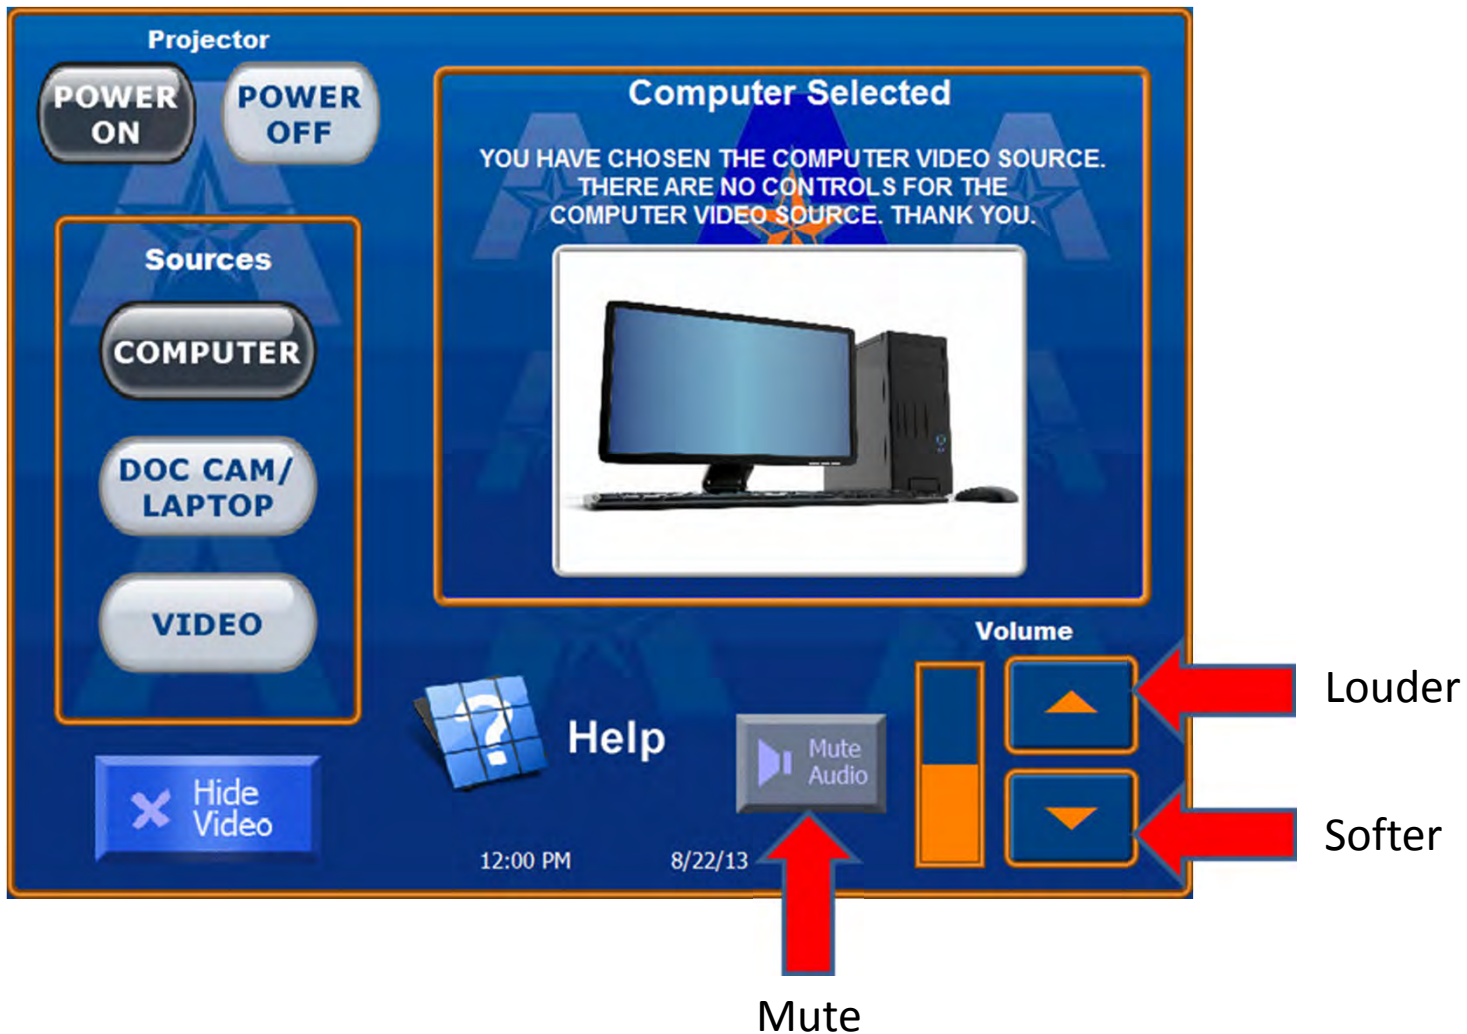 Projector
POWER
ON
POWER
OFF
Computer Selected
YOU HAVE CHOSEN THE COMPUTER VIDEO SOURCE.
THERE ARE NO CONTROLS FOR THE
COMPUTER VIDEO SOURCE. THANK YOU.
Sources
COMPUTER
DOC CAM/
LAPTOP
VIDEO
Hide
Video
Help
Mute
Audio
Volume
Louder
Softer
12:00 PM
8/22/13
Mute